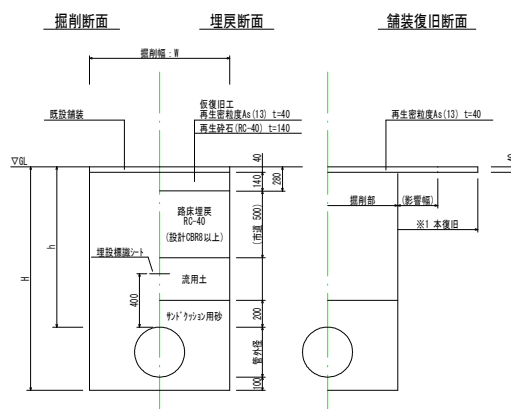 掘削断面
埋戻断面
舗装復旧断面
掘削幅：W
仮復旧工
再生密粒度As(13) t=40
再生砕石(RC-40) t=140
既設舗装
再生密粒度As(13) t=40
▽GL
40
140
280
40
掘削部
(影響幅)
※1 本復旧
路床埋戻
RC-40
(設計CBR8以上)
(市道 500)
h
H
埋設標識シート
流用土
400
サンドクッション用砂
200
管外径
100